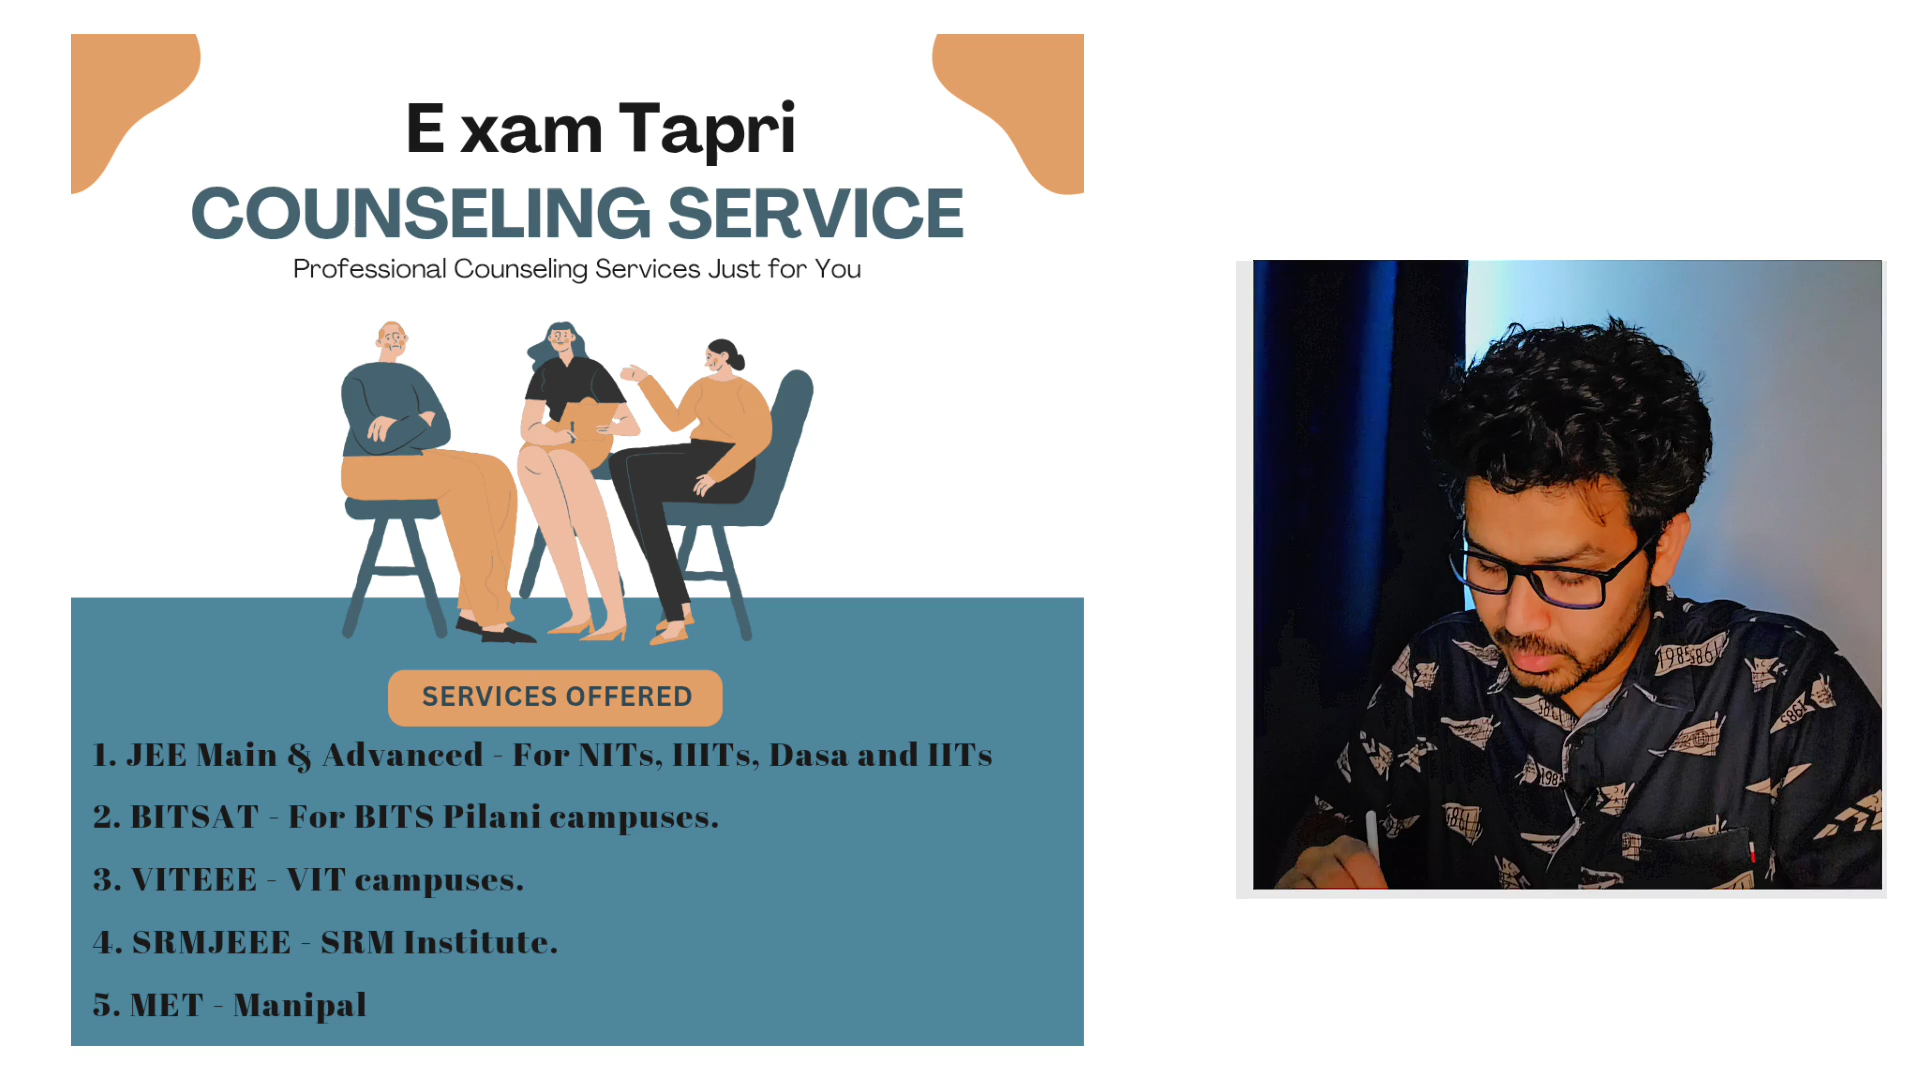 E xam Tapri
COUNSELING SERVICE
Professional Counseling Services Just for You
SERVICES OFFERED
1. JEE Main & Advanced - For NITs, IIITs, Dasa and IITs
2. BITSAT - For BITS Pilani campuses.
3. VITEEE - VIT campuses.
4. SRMJEEE - SRM Institute.
5. MET - Manipal
1985861
1985